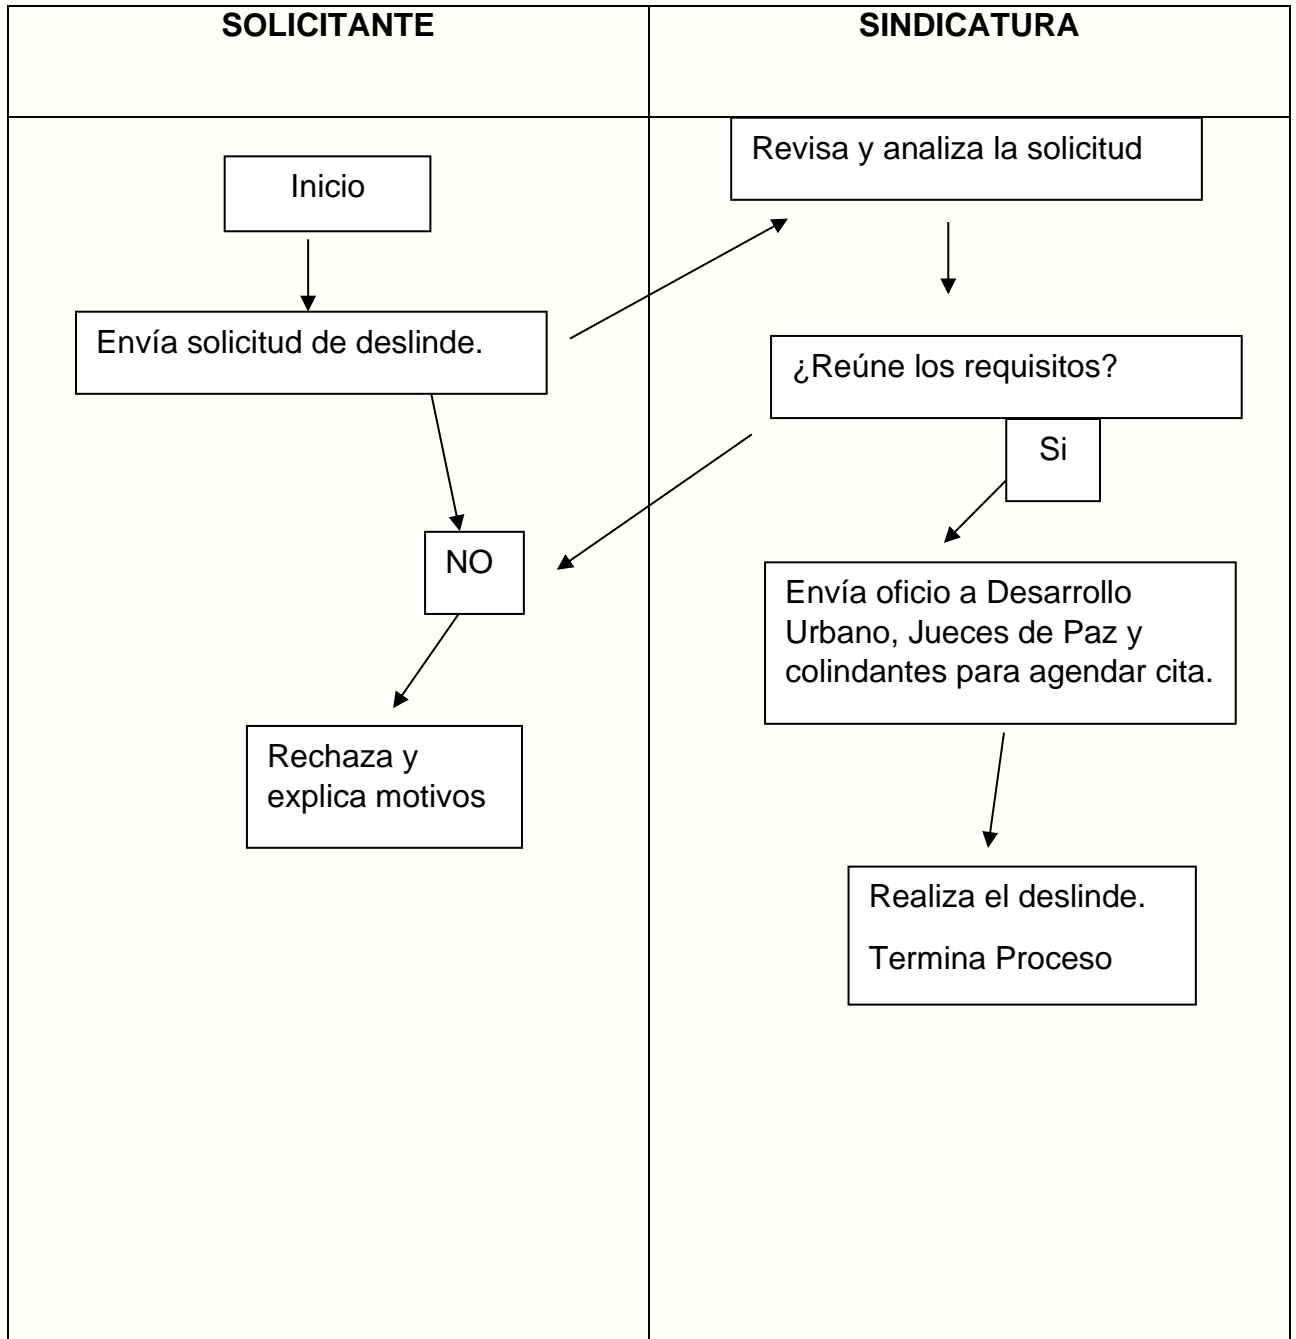 SOLICITANTE
SINDICATURA
Inicio
Envía solicitud de deslinde.
Revisa y analiza la solicitud
¿Reúne los requisitos?
Si
NO
Rechaza y
explica motivos
Envía oficio a Desarrollo
Urbano, Jueces de Paz y
colindantes para agendar cita.
Realiza el deslinde.
Termina Proceso